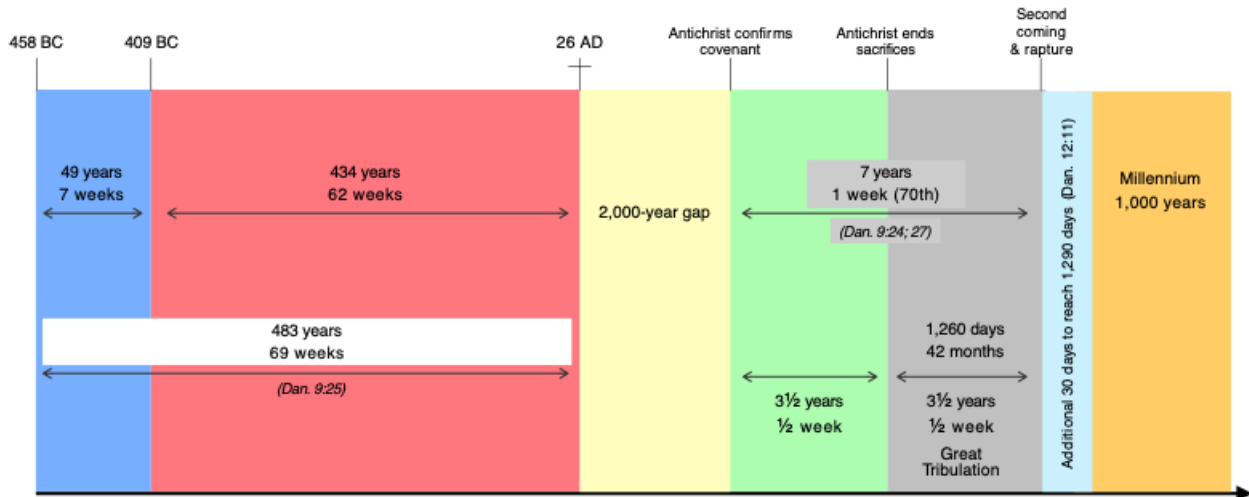 458 BC
409 BC
26 AD
Antichrist confirms
covenant
Antichrist ends
sacrifices
Second
coming
& rapture
49 years
7 weeks
434 years
62 weeks
2,000-year gap
7 years
1 week (70th)
(Dan. 9:24; 27)
Additional 30 days to reach 1,290 days (Dan. 12:11)
Millennium
1,000 years
483 years
69 weeks
(Dan. 9:25)
1,260 days
42 months
3½ years
½ week
3½ years
½ week
Great
Tribulation